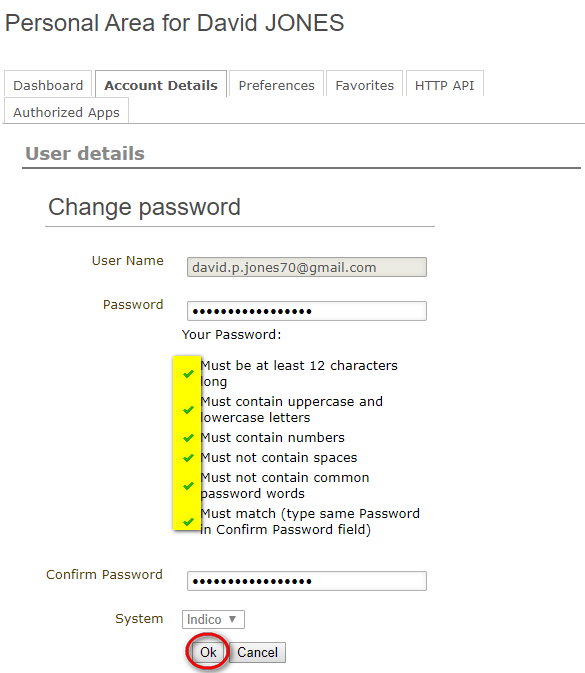 Personal Area for David JONES
Dashboard Account Details Preferences Favorites HTTP API
Authorized Apps
User details
Change password
User Name david.p.jones70@gmail.com
Password •••••••••••••••••
Your Password:
Must be at least 12 characters
long
Must contain uppercase and
lowercase letters
Must contain numbers
Must not contain spaces
Must not contain common
password words
Must match (type same Password
in Confirm Password field)
Confirm Password •••••••••••••••••
System Indico
Ok Cancel